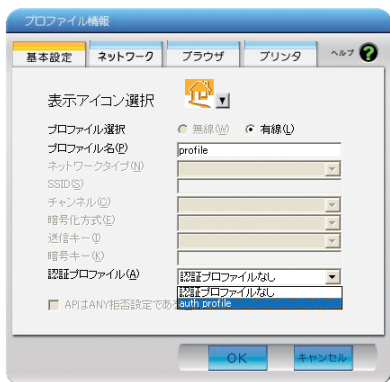 プロファイル情報
基本設定 ネットワーク ブラウザ プリンタ ヘルプ ?
表示アイコン選択
プロファイル選択 無線(W) 有線(L)
プロファイル名(P) profile
ネットワークタイプ(N)
SSID(S)
チャンネル(C)
暗号化方式(E)
送信キー(I)
暗号キー(K)
認証プロファイル(A) 認証プロファイルなし
認証プロファイルなし
auth profile
APはANY拒否設定であ
OK キャンセル